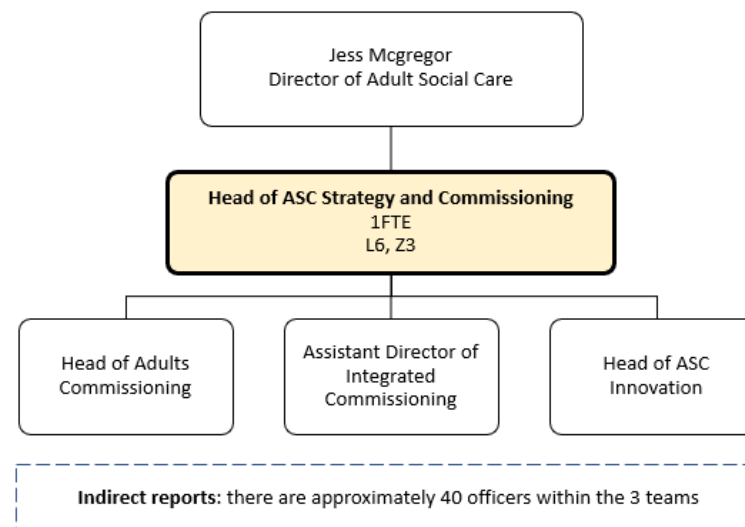 Jess Mcgregor
Director of Adult Social Care
Head of ASC Strategy and Commissioning
1FTE
L6, Z3
Head of Adults
Commissioning
Assistant Director of
Integrated
Commissioning
Head of ASC
Innovation
Indirect reports: there are approximately 40 officers within the 3 teams